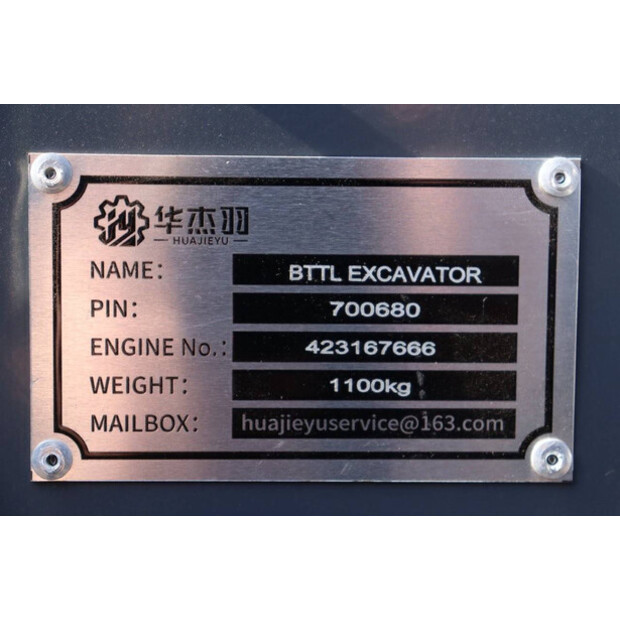 华杰羽
HUAJIEYU
NAME: BTTL EXCAVATOR
PIN: 700680
ENGINE No.: 423167666
WEIGHT: 1100kg
MAILBOX: huajieyuservice@163.com